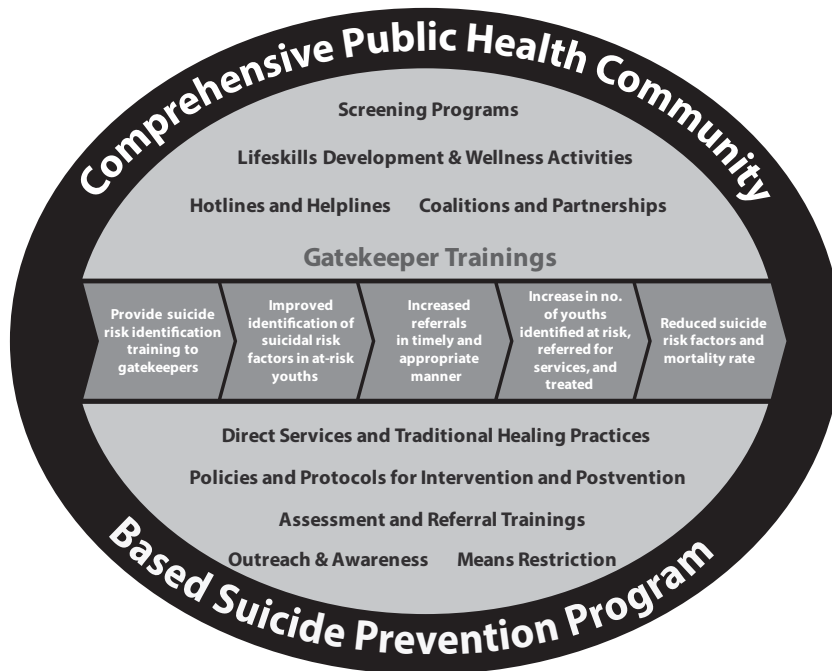 Comprehensive Public Health Community
Screening Programs
Lifeskills Development & Wellness Activities
Hotlines and Helplines
Coalitions and Partnerships
Gatekeeper Trainings
Provide suicide
risk identification
training to
gatekeepers
Improved
identification of
suicidal risk
factors in at-risk
youths
Increased
referrals
in timely and
appropriate
manner
Increase in no.
of youths
identified at risk,
referred for
services, and
treated
Reduced suicide
risk factors and
mortality rate
Direct Services and Traditional Healing Practices
Policies and Protocols for Intervention and Postvention
Assessment and Referral Trainings
Outreach & Awareness
Means Restriction
Based Suicide Prevention Program